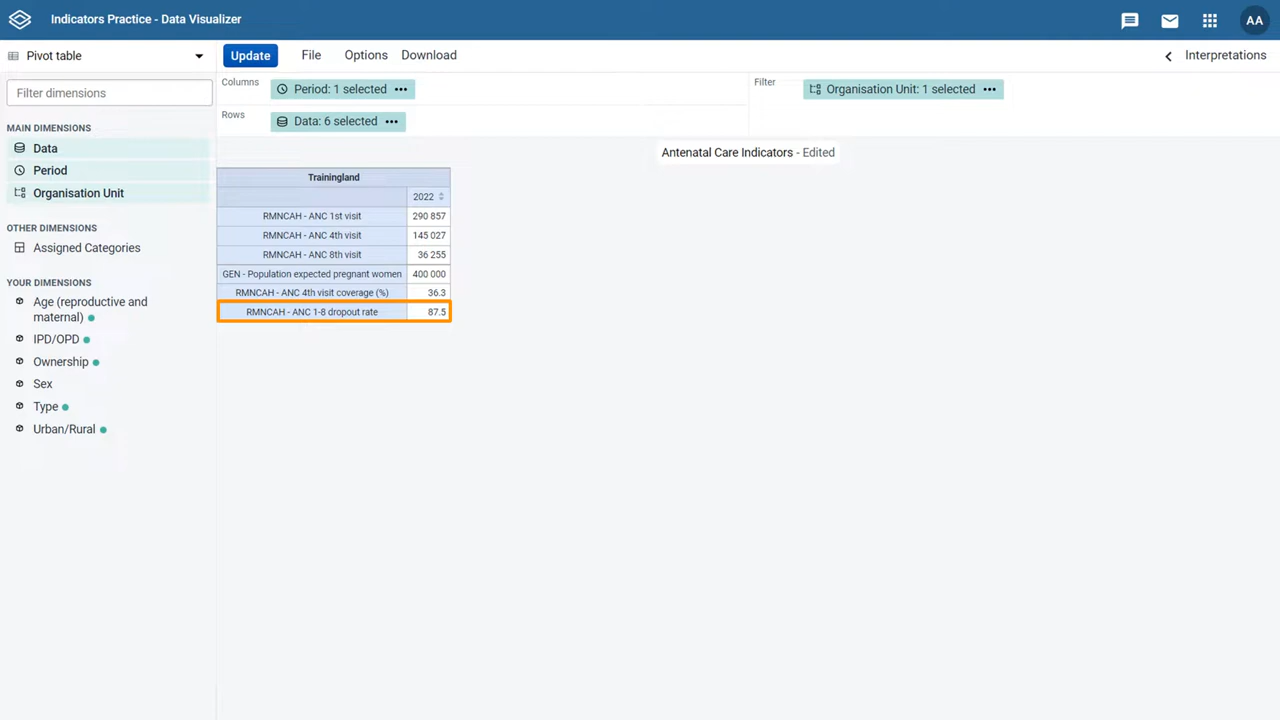 Indicators Practice - Data Visualizer
AA
Pivot table
Update
File
Options
Download
Interpretations
Filter dimensions
Columns
Period: 1 selected
Filter
Organisation Unit: 1 selected
Rows
Data: 6 selected
MAIN DIMENSIONS
Data
Period
Organisation Unit
OTHER DIMENSIONS
Assigned Categories
YOUR DIMENSIONS
Age (reproductive and
maternal)
IPD/OPD
Ownership
Sex
Type
Urban/Rural
Antenatal Care Indicators - Edited
Trainingland
2022
RMNCAH - ANC 1st visit 290 857
RMNCAH - ANC 4th visit 145 027
RMNCAH - ANC 8th visit 36 255
GEN - Population expected pregnant women 400 000
RMNCAH - ANC 4th visit coverage (%) 36.3
RMNCAH - ANC 1-8 dropout rate 87.5